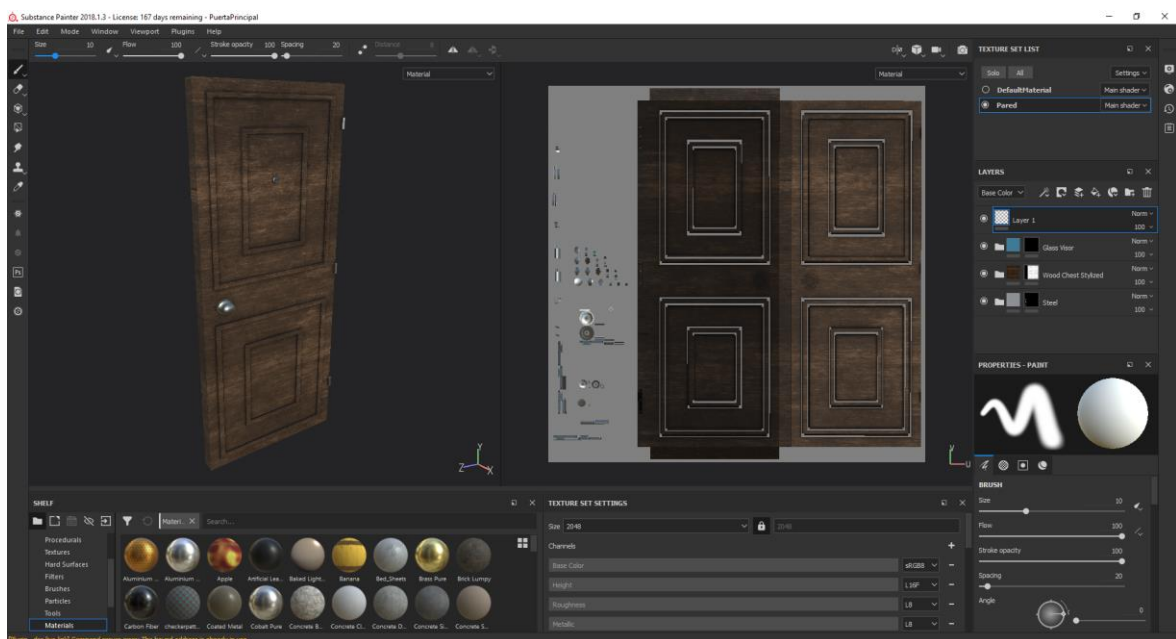 Substance Painter 2018.1.3 - License: 167 days remaining - PuertaPrincipal
File Edit Mode Window Viewport Plugins Help
Size 10 Flow 100 Stroke opacity 100 Spacing 20 Distance 8
Material
Material
Y
Z
X
U
TEXTURE SET LIST
Solo All Settings
DefaultMaterial Main shader
Pared Main shader
LAYERS
Base Color
Layer 1 Norm 100
Glass Visor Norm 100
Wood Chest Stylized Norm 100
Steel Norm 100
PROPERTIES - PAINT
BRUSH
Size 10
Flow 100
Stroke opacity 100
Spacing 20
Angle 0
SHELF
Materi... Search...
Procedurals
Textures
Hard Surfaces
Filters
Brushes
Particles
Tools
Materials
Aluminium ... Aluminium ... Apple Artificial Lea... Baked Light... Banana Bed_Sheets Brass Pure Brick Lumpy
Carbon Fiber checkerpatt... Coated Metal Cobalt Pure Concrete B... Concrete Cl... Concrete D... Concrete Si... Concrete S...
TEXTURE SET SETTINGS
Size 2048 2048
Channels
Base Color sRGB8
Height L16F
Roughness L8
Metallic L8